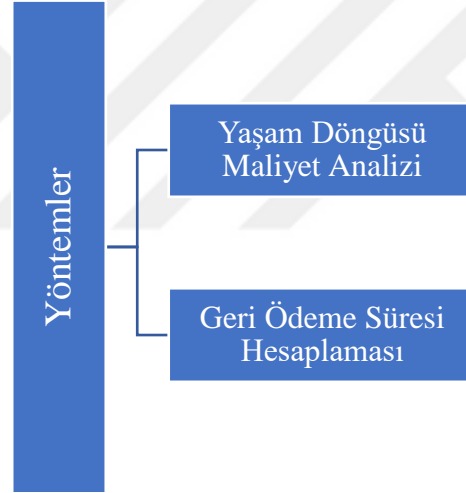 Yöntemler
Yaşam Döngüsü
Maliyet Analizi
Geri Ödeme Süresi
Hesaplaması